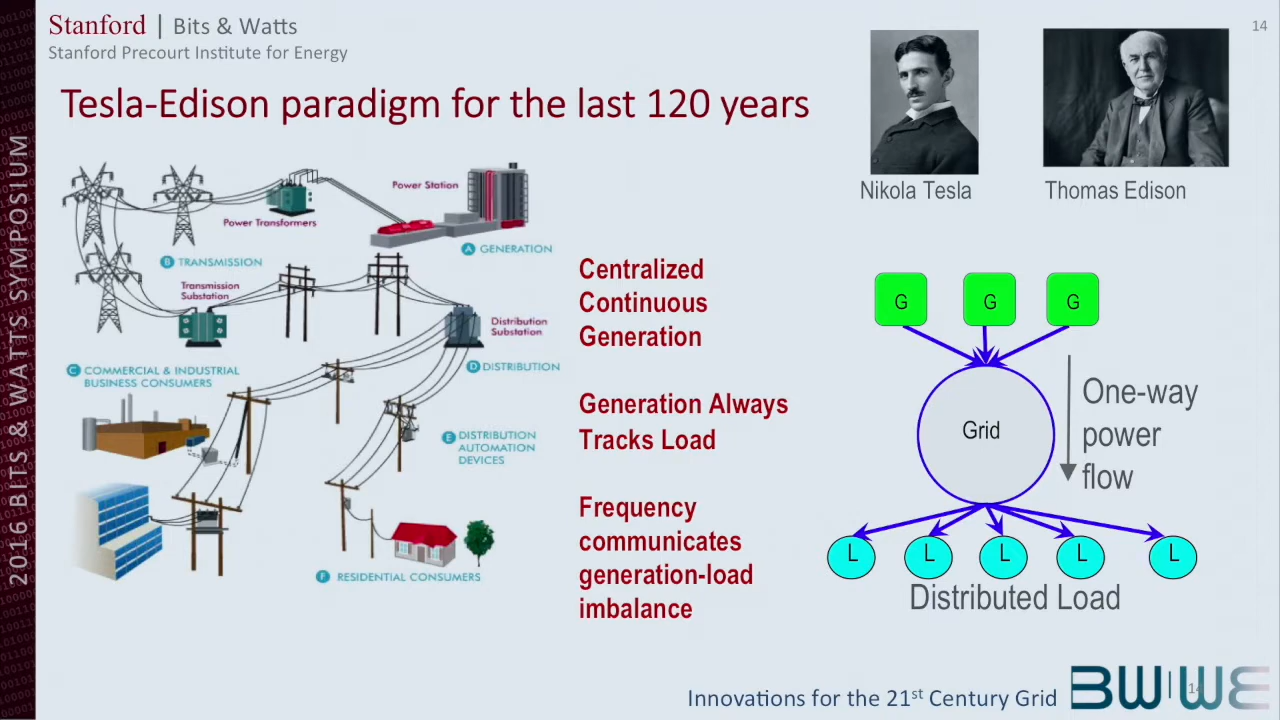 Stanford | Bits & Watts
Stanford Precourt Institute for Energy
14
Tesla-Edison paradigm for the last 120 years
Nikola Tesla
Thomas Edison
2016 BITS & WATTS SYMPOSIUM
Power Station
Power Transformers
A GENERATION
B TRANSMISSION
Transmission
Substation
Distribution
Substation
C COMMERCIAL & INDUSTRIAL
BUSINESS CONSUMERS
D DISTRIBUTION
E DISTRIBUTION
AUTOMATION
DEVICES
F RESIDENTIAL CONSUMERS
Centralized
Continuous
Generation
Generation Always
Tracks Load
Frequency
communicates
generation-load
imbalance
G G G
Grid
One-way
power
flow
L L L L L
Distributed Load
Innovations for the 21st Century Grid
BW|WE
14